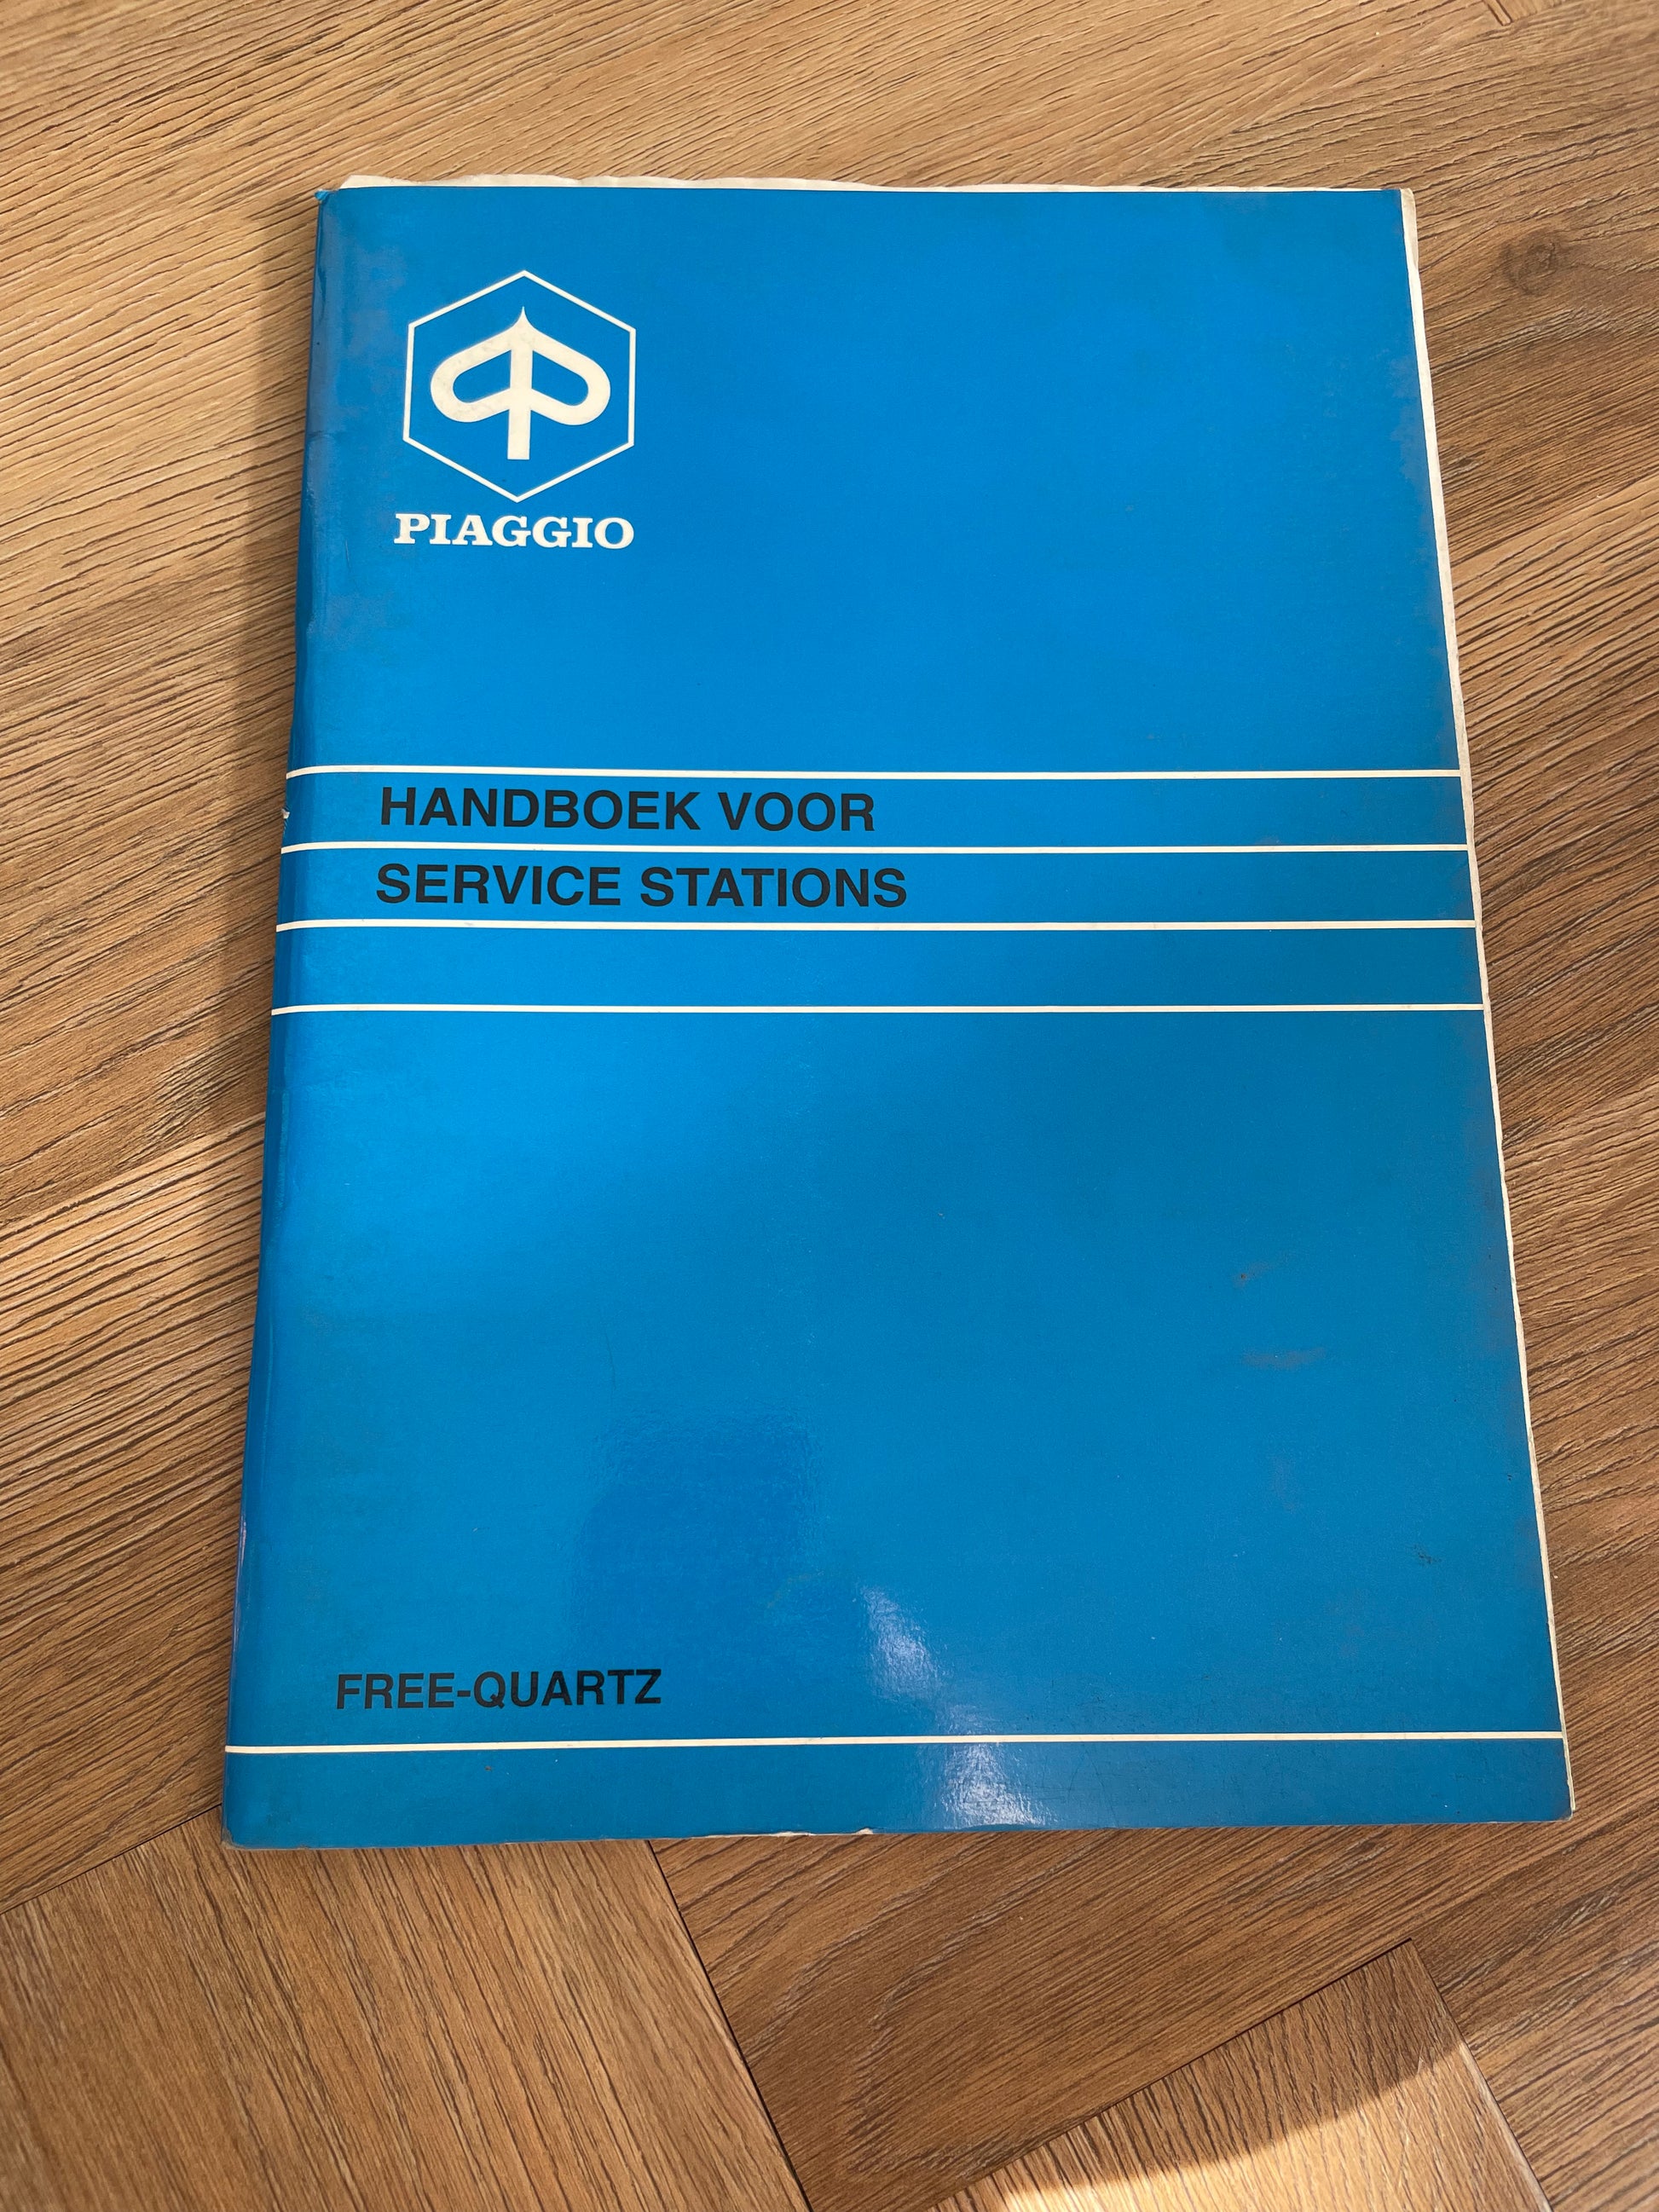 PIAGGIO
HANDBOEK VOOR
SERVICE STATIONS
FREE-QUARTZ